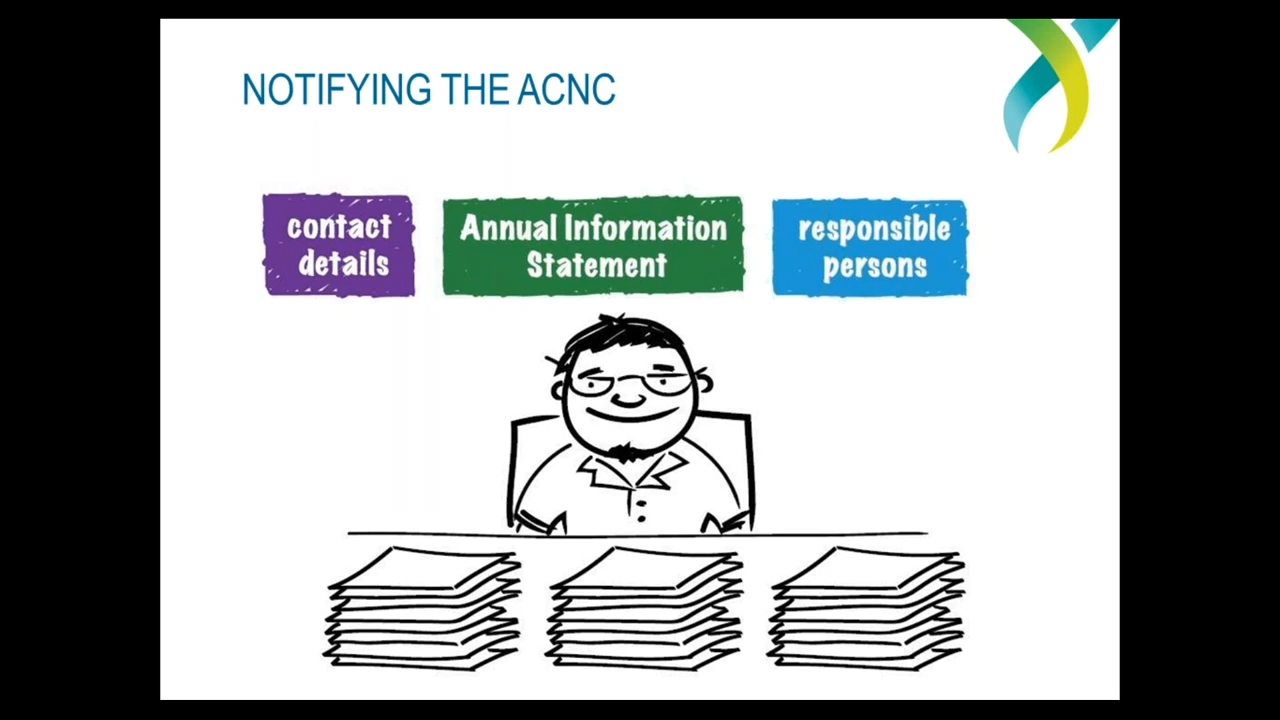 NOTIFYING THE ACNC
contact
details
Annual Information
Statement
responsible
persons